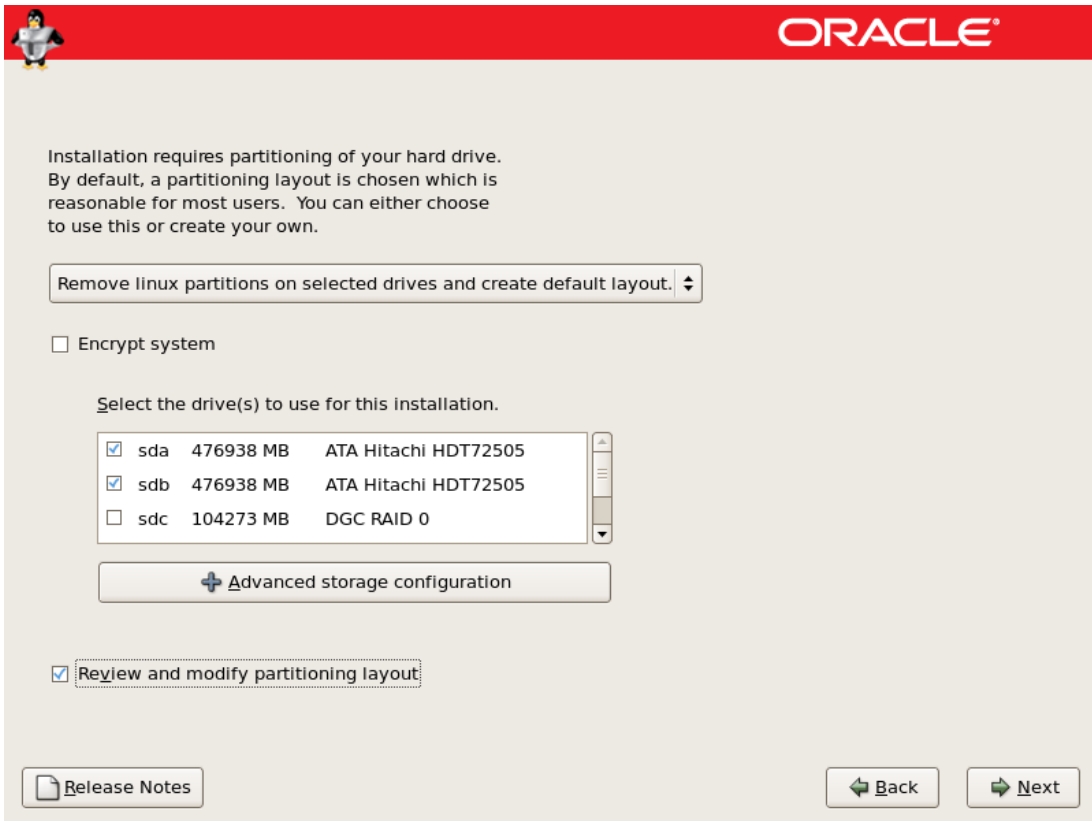 ORACLE®
Installation requires partitioning of your hard drive.
By default, a partitioning layout is chosen which is
reasonable for most users. You can either choose
to use this or create your own.
Remove linux partitions on selected drives and create default layout.
Encrypt system
Select the drive(s) to use for this installation.
sda 476938 MB ATA Hitachi HDT72505
sdb 476938 MB ATA Hitachi HDT72505
sdc 104273 MB DGC RAID 0
Advanced storage configuration
Review and modify partitioning layout
Release Notes
Back
Next